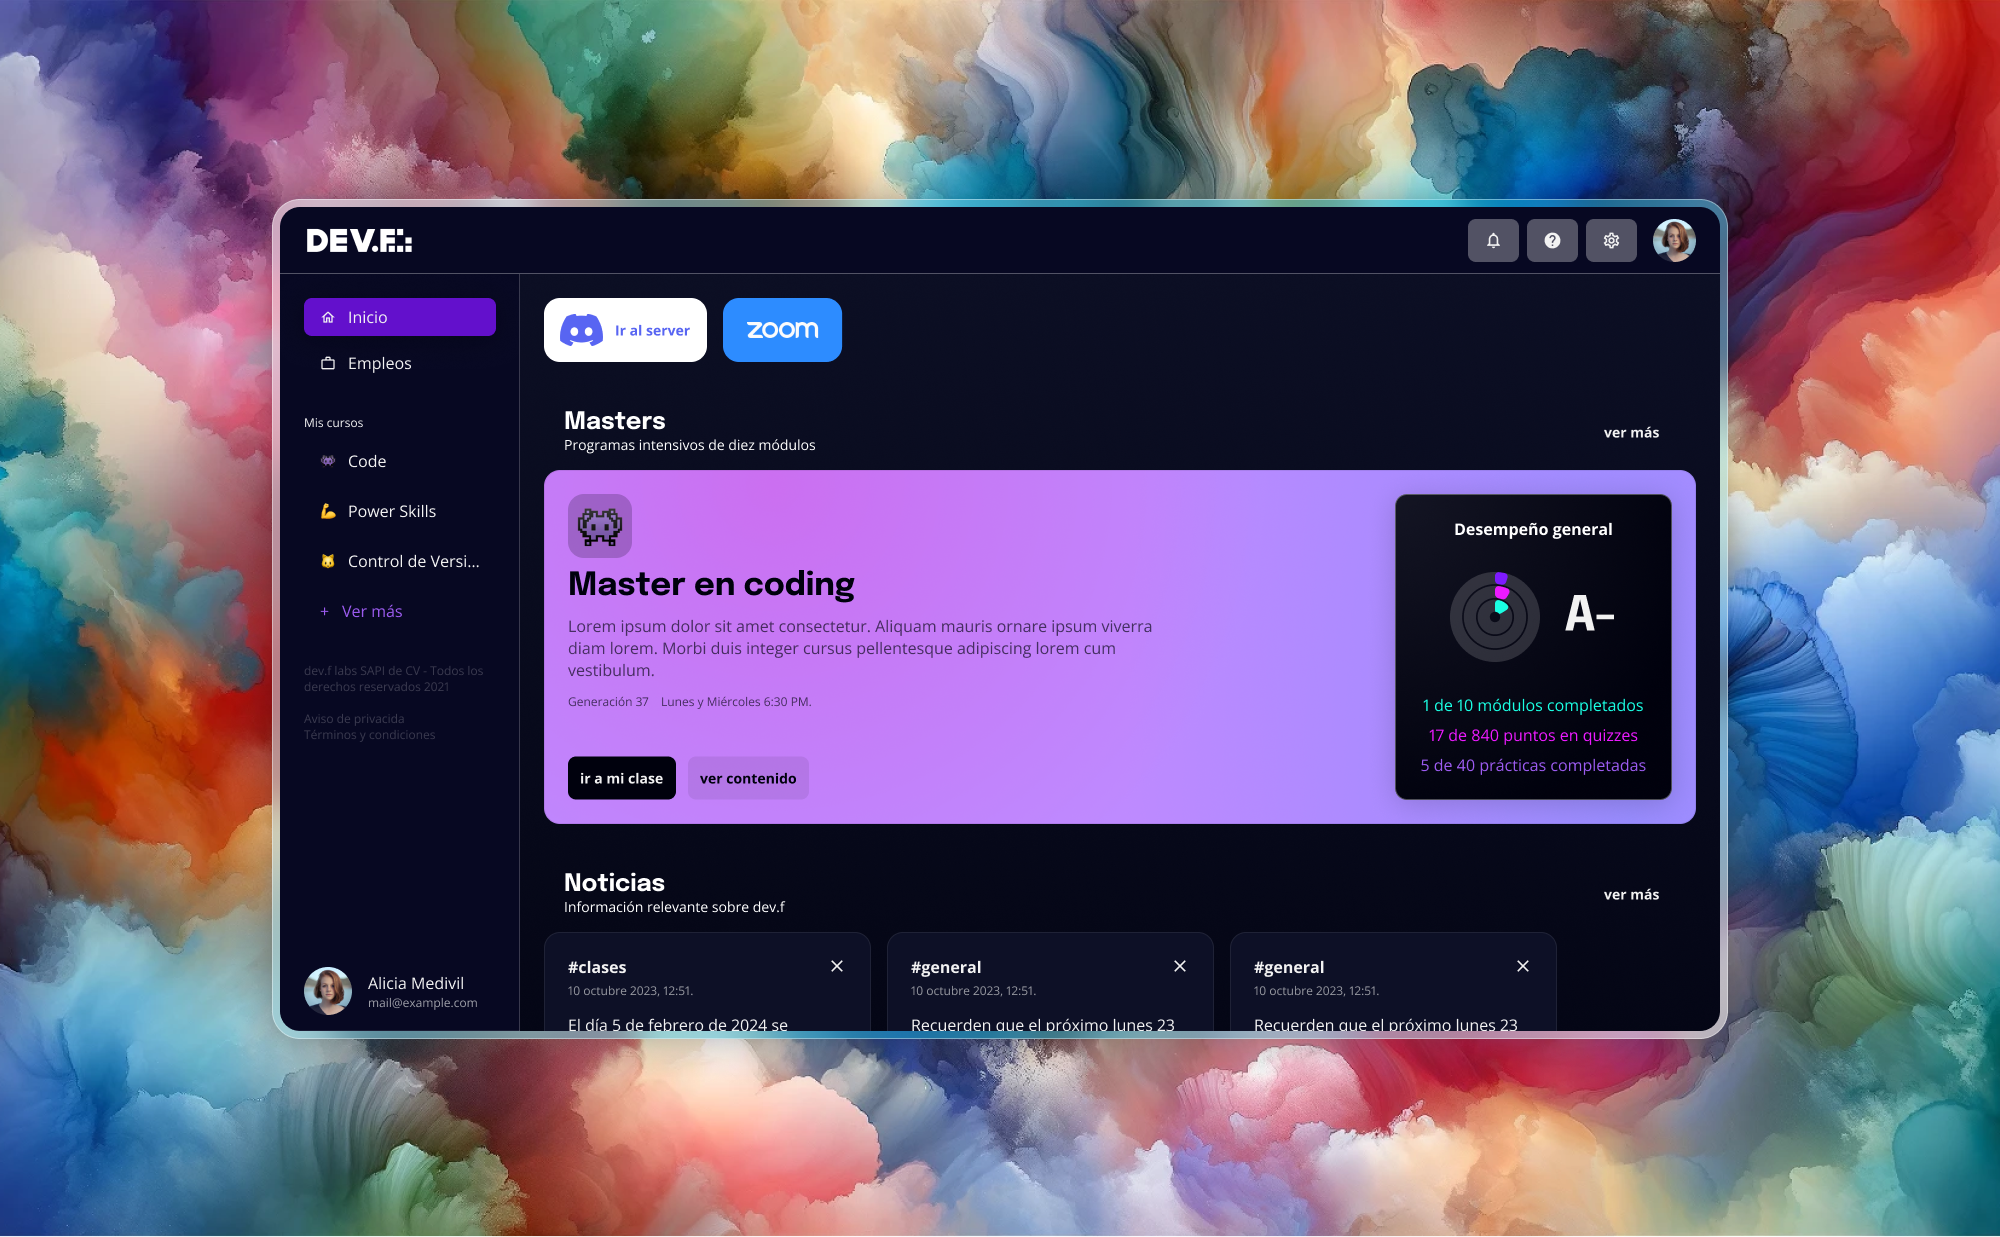 DEV.F.:
Inicio
Empleos
Mis cursos
Code
Power Skills
Control de Versi...
+ Ver más
dev.f labs SAPI de CV - Todos los
derechos reservados 2021
Aviso de privacidad
Términos y condiciones
Alicia Medivil
mail@example.com
Ir al server
zoom
Masters
Programas intensivos de diez módulos
ver más
Master en coding
Lorem ipsum dolor sit amet consectetur. Aliquam mauris ornare ipsum viverra
diam lorem. Morbi duis integer cursus pellentesque adipiscing lorem cum
vestibulum.
Generación 37 Lunes y Miércoles 6:30 PM.
ir a mi clase
ver contenido
Desempeño general
A-
1 de 10 módulos completados
17 de 840 puntos en quizzes
5 de 40 prácticas completadas
Noticias
Información relevante sobre dev.f
ver más
#clases
10 octubre 2023, 12:51.
El día 5 de febrero de 2024 se
#general
10 octubre 2023, 12:51.
Recuerden que el próximo lunes 23
#general
10 octubre 2023, 12:51.
Recuerden que el próximo lunes 23